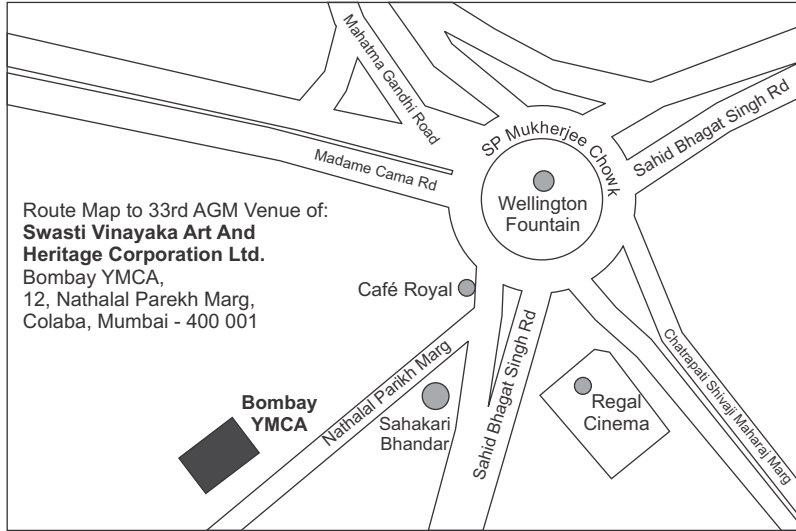 Mahatma Gandhi Road
SP Mukherjee Chowk
Sahid Bhagat Singh Rd
Madame Cama Rd
Wellington
Fountain
Route Map to 33rd AGM Venue of:
Swasti Vinayaka Art And
Heritage Corporation Ltd.
Bombay YMCA,
12, Nathalal Parekh Marg,
Colaba, Mumbai - 400 001
Café Royal
Nathalal Parikh Marg
Sahid Bhagat Singh Rd
Chatrapati Shivaji Maharaj Marg
Bombay
YMCA
Sahakari
Bhandar
Regal
Cinema